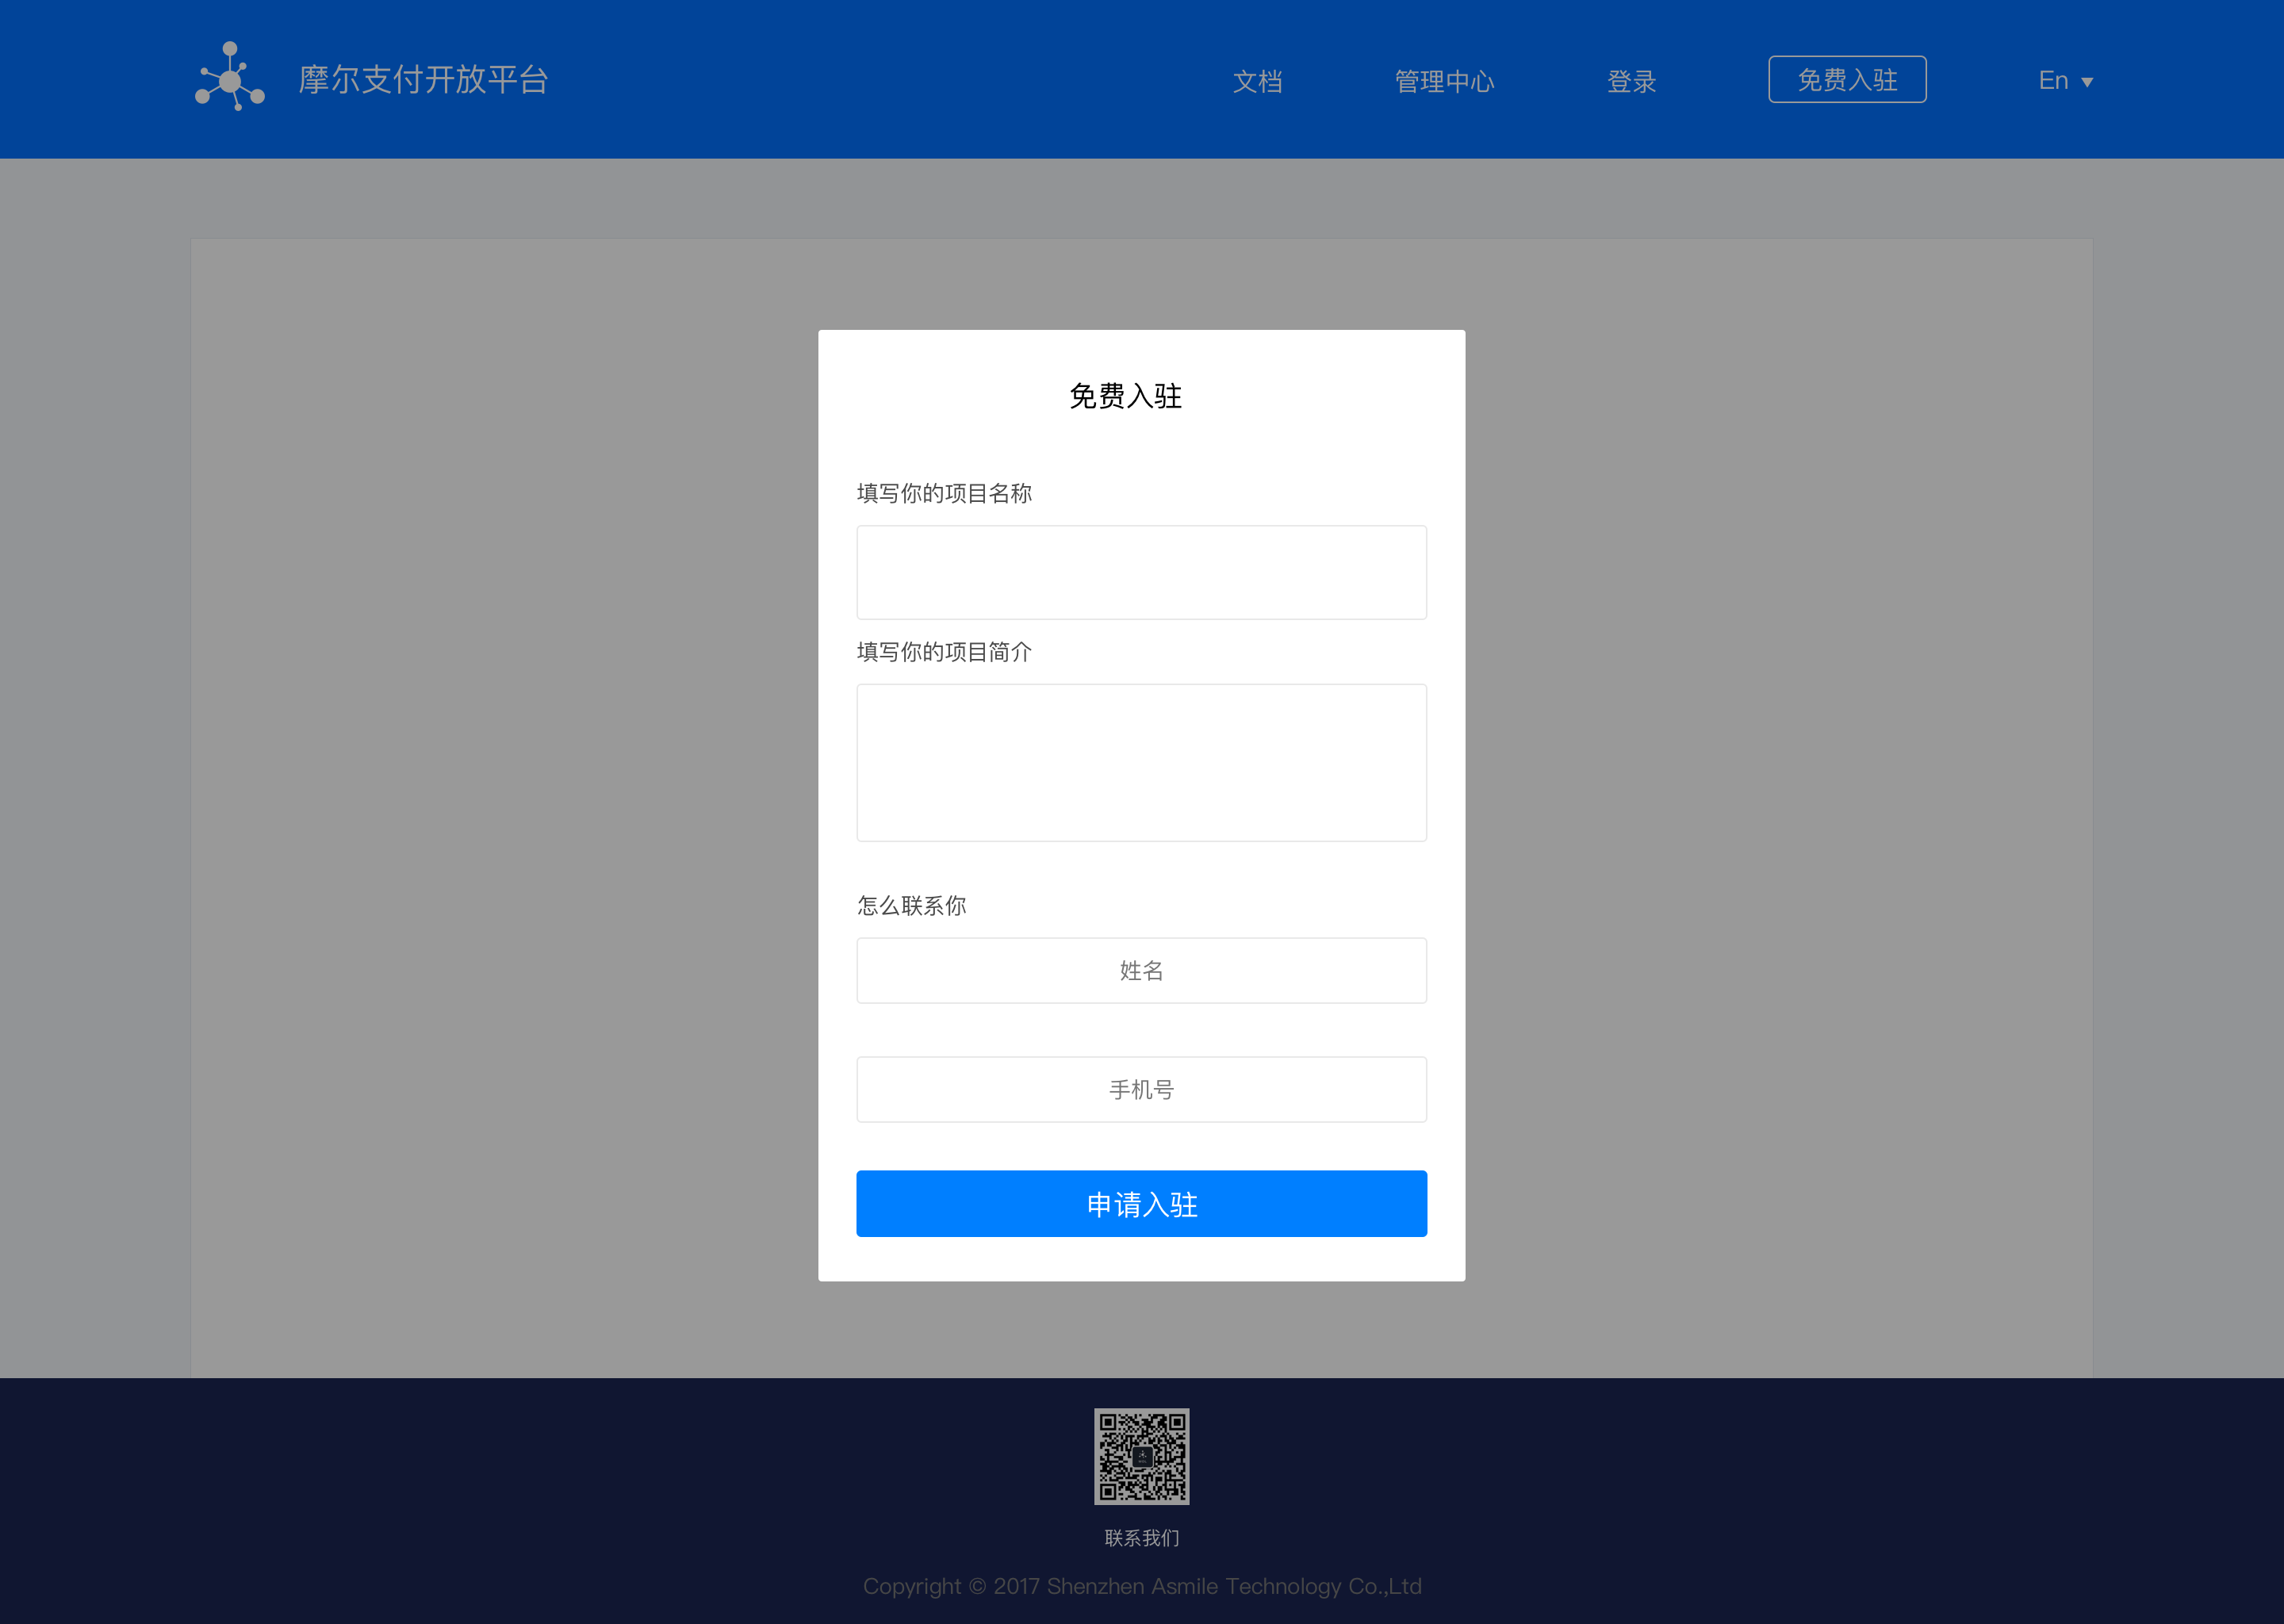 摩尔支付开放平台
文档
管理中心
登录
免费入驻
En
免费入驻
填写你的项目名称
填写你的项目简介
怎么联系你
姓名
手机号
申请入驻
联系我们
Copyright © 2017 Shenzhen Asmile Technology Co.,Ltd